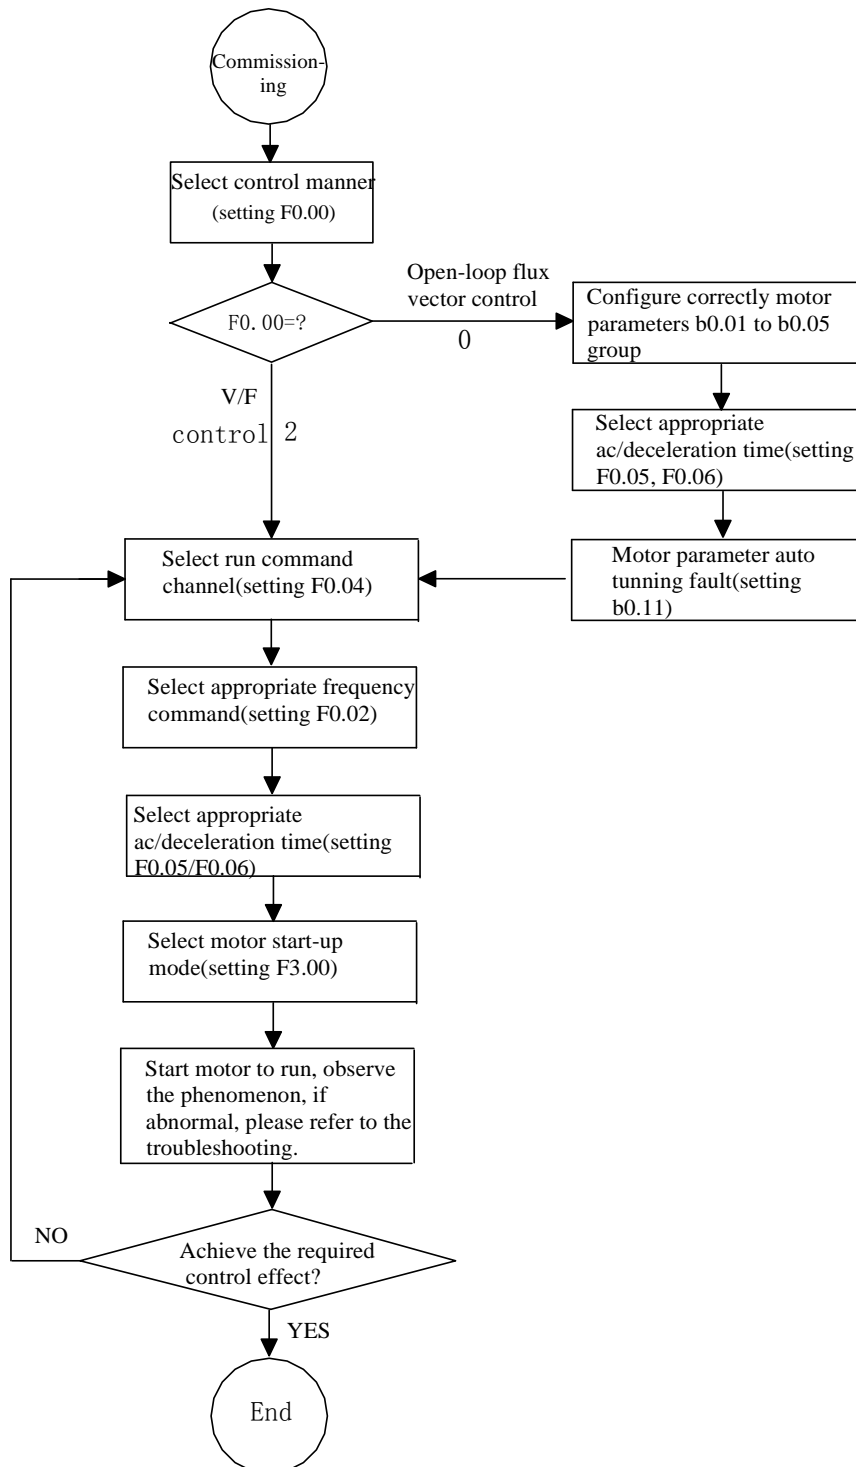 Commission-
ing
Select control manner
(setting F0.00)
F0.00=?
Open-loop flux
vector control
0
Configure correctly motor
parameters b0.01 to b0.05
group
Select appropriate
ac/deceleration time(setting
F0.05, F0.06)
Motor parameter auto
tunning fault(setting
b0.11)
V/F
control 2
Select run command
channel(setting F0.04)
Select appropriate frequency
command(setting F0.02)
Select appropriate
ac/deceleration time(setting
F0.05/F0.06)
Select motor start-up
mode(setting F3.00)
Start motor to run, observe
the phenomenon, if
abnormal, please refer to the
troubleshooting.
NO
Achieve the required
control effect?
YES
End